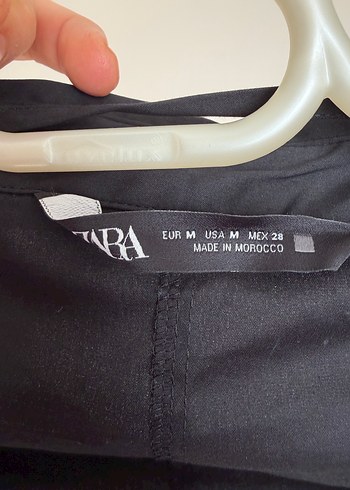 ZARA
EUR M USA M MEX 28
MADE IN MOROCCO